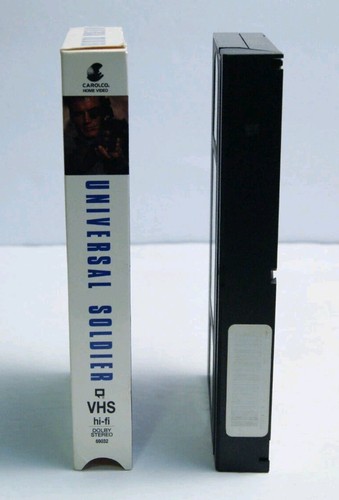 CAROLCO
HOME VIDEO
UNIVERSAL SOLDIER
VHS
hi-fi
DOLBY
STEREO